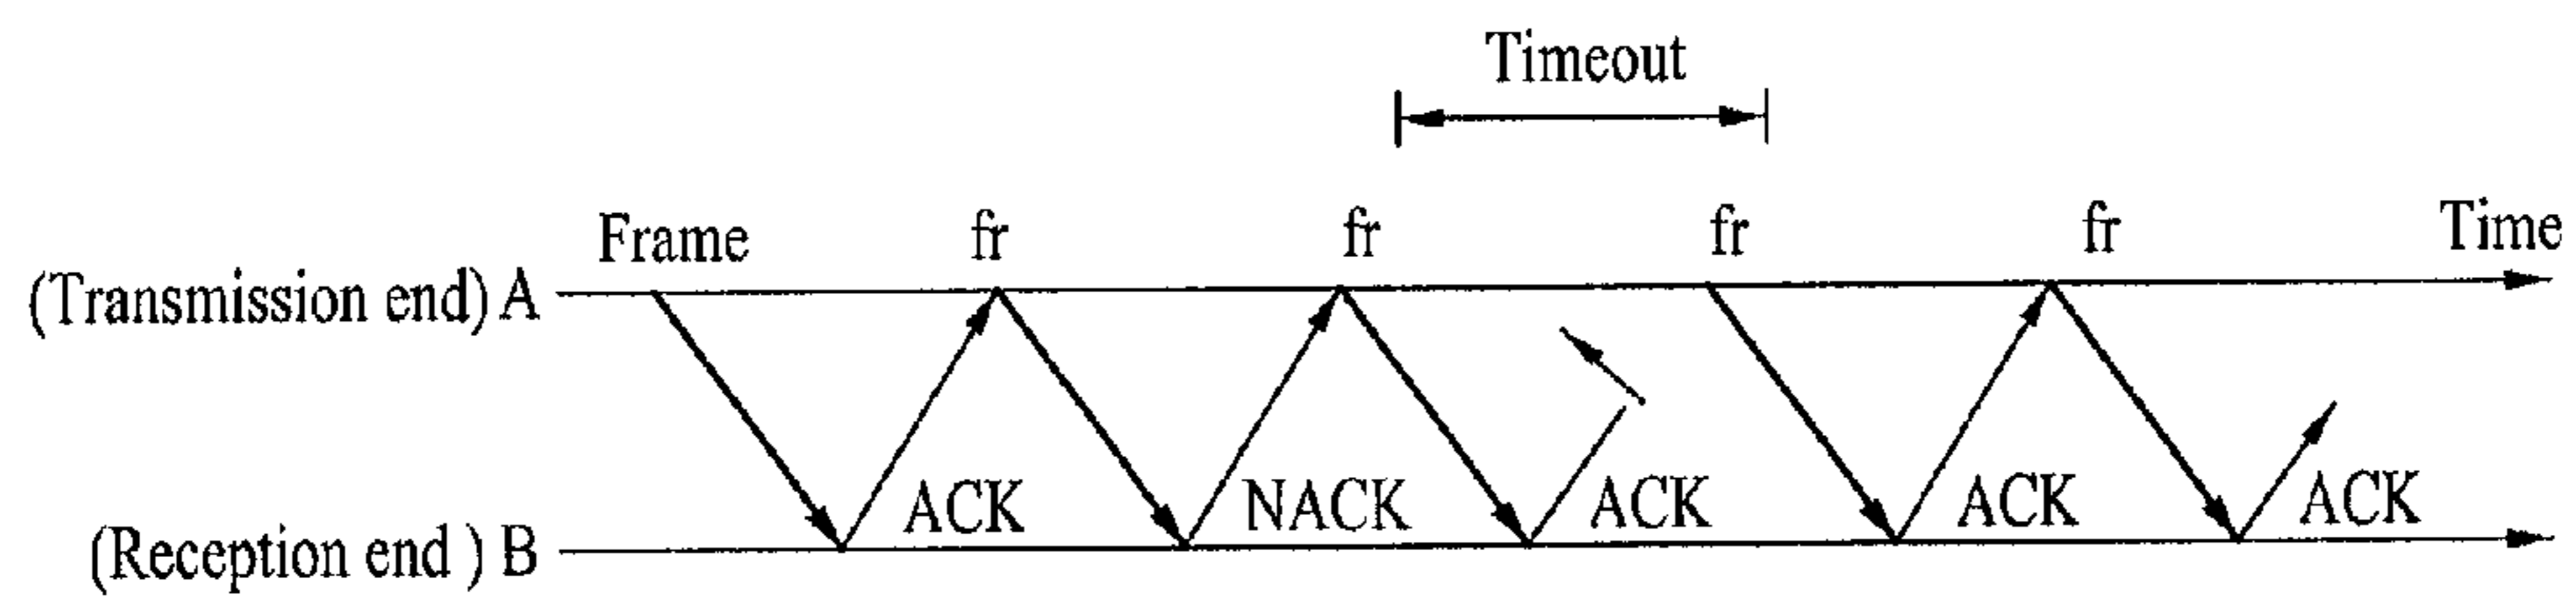 Timeout
Frame fr fr fr fr Time
(Transmission end) A
ACK NACK ACK ACK ACK
(Reception end ) B